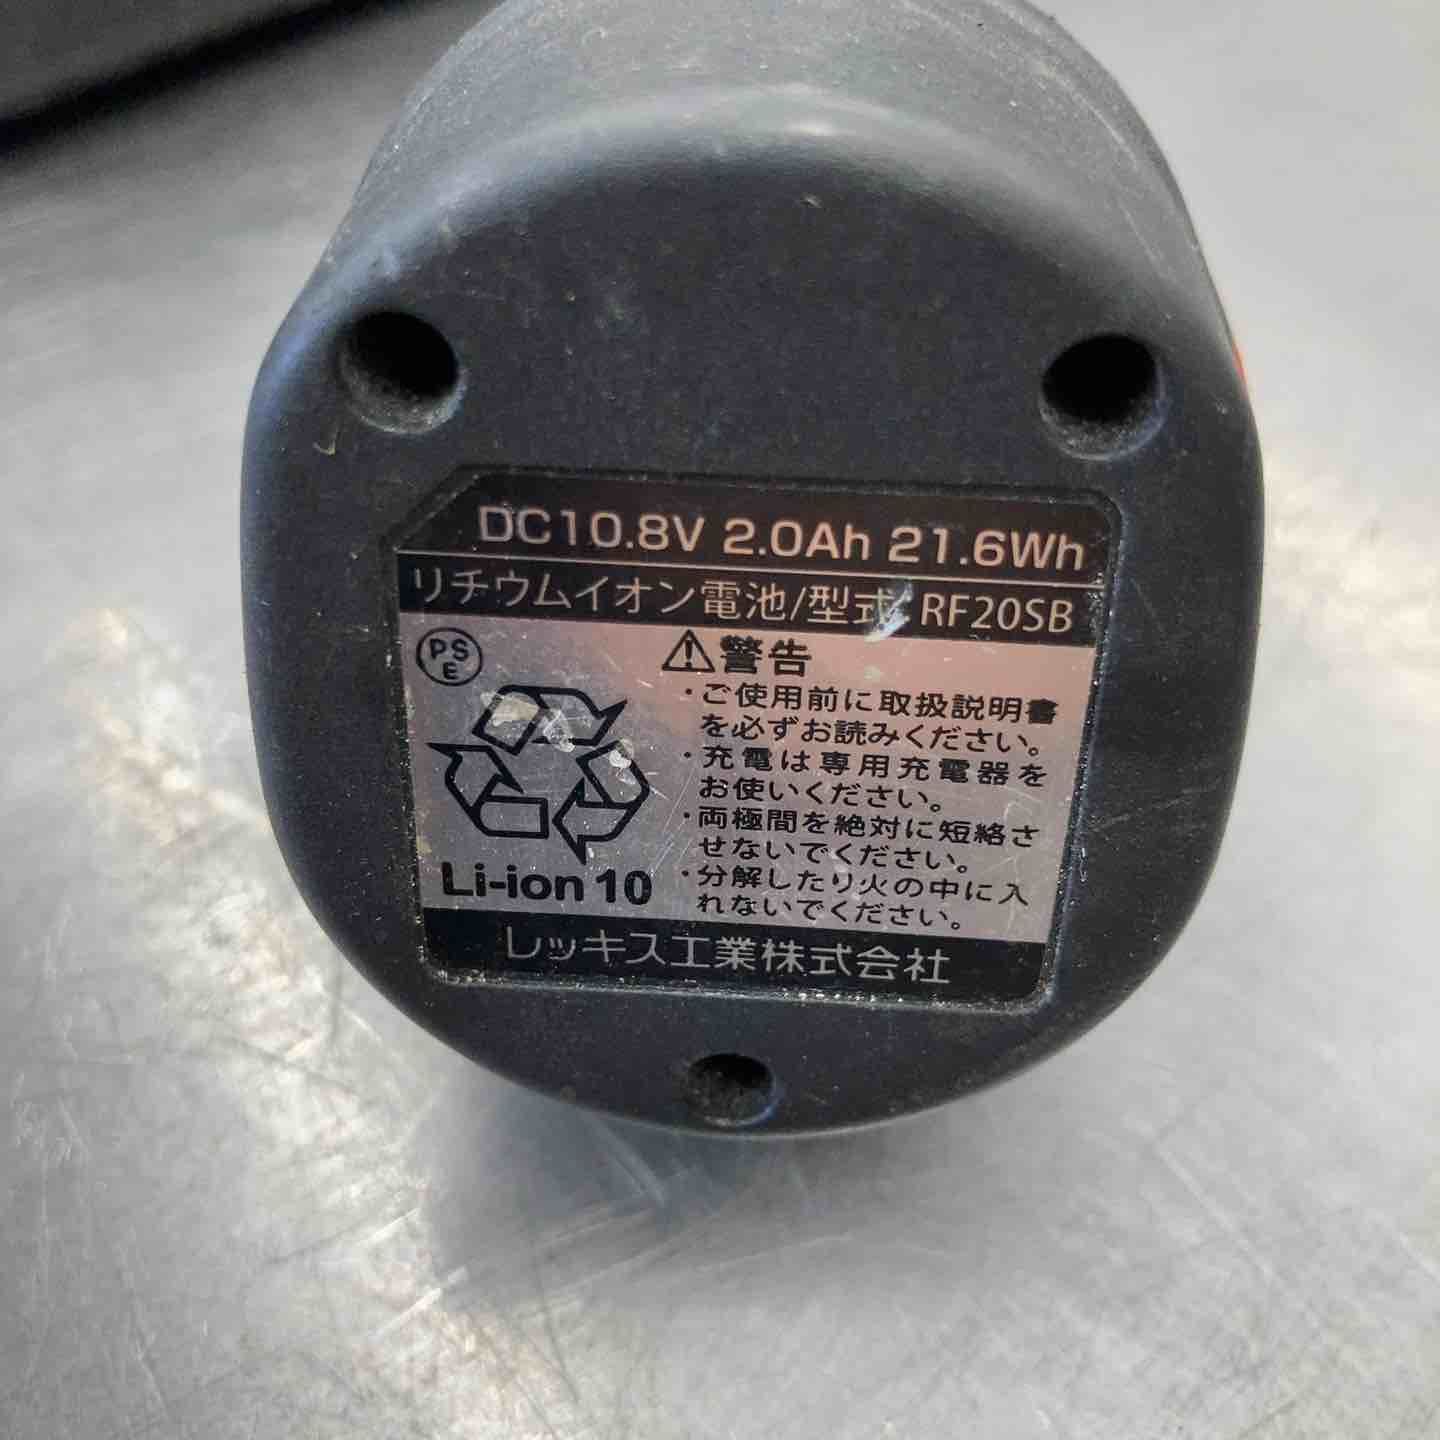 DC10.8V 2.0Ah 21.6Wh
リチウムイオン電池/型式 RF20SB
PSE
⚠警告
・ご使用前に取扱説明書
を必ずお読みください。
・充電は専用充電器を
お使いください。
・両極間を絶対に短絡さ
せないでください。
・分解したり火の中に入
れないでください。
Li-ion 10
レッキス工業株式会社